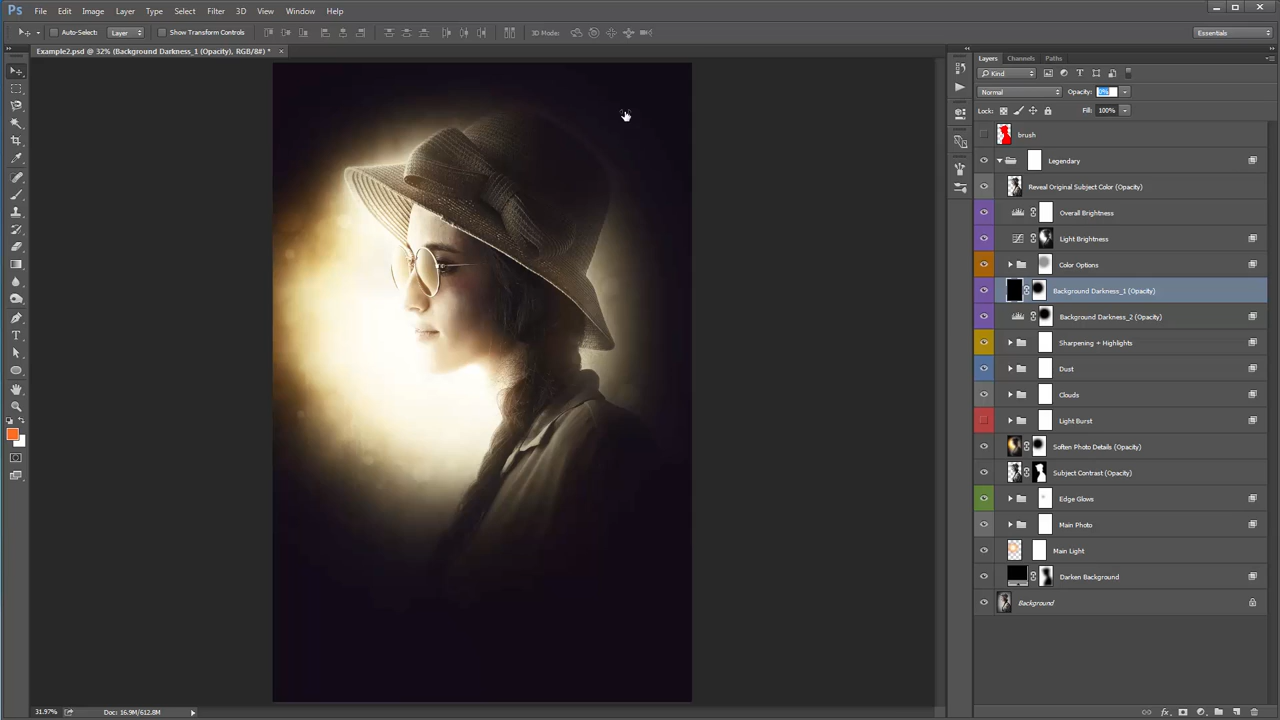 Ps File Edit Image Layer Type Select Filter 3D View Window Help
Auto-Select: Layer Show Transform Controls 3D Mode: Essentials
Example2.psd @ 32% (Background Darkness_1 (Opacity), RGB/8#) * ×
Layers Channels Paths
Kind
Normal Opacity: 0%
Lock: Fill: 100%
brush
Legendary
Reveal Original Subject Color (Opacity)
Overall Brightness
Light Brightness
Color Options
Background Darkness_1 (Opacity)
Background Darkness_2 (Opacity)
Sharpening + Highlights
Dust
Clouds
Light Burst
Soften Photo Details (Opacity)
Subject Contrast (Opacity)
Edge Glows
Main Photo
Main Light
Darken Background
Background
31.97% Doc: 16.9M/612.8M
fx